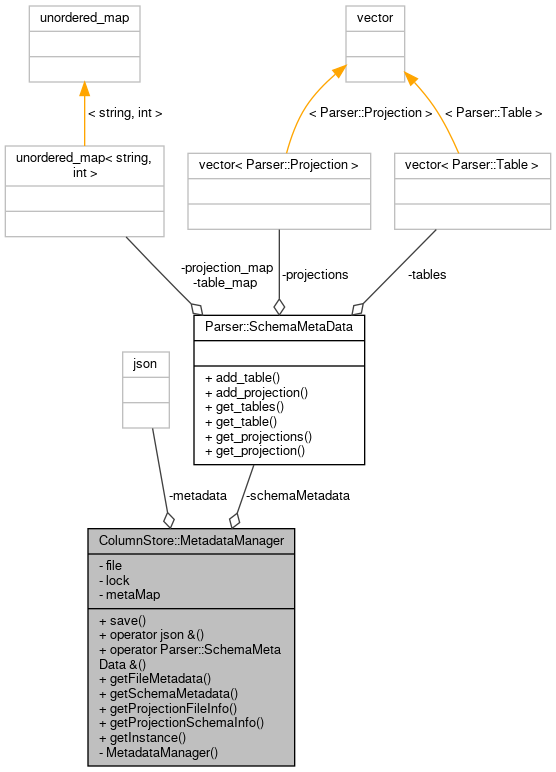 unordered_map
vector
< string, int >
< Parser::Projection >
< Parser::Table >
unordered_map< string,
int >
vector< Parser::Projection >
vector< Parser::Table >
-projection_map
-table_map
-projections
-tables
Parser::SchemaMetaData
+ add_table()
+ add_projection()
+ get_tables()
+ get_table()
+ get_projections()
+ get_projection()
json
-metadata
-schemaMetadata
ColumnStore::MetadataManager
- file
- lock
- metaMap
+ save()
+ operator json &()
+ operator Parser::SchemaMeta
Data &()
+ getFileMetadata()
+ getSchemaMetadata()
+ getProjectionFileInfo()
+ getProjectionSchemaInfo()
+ getInstance()
- MetadataManager()